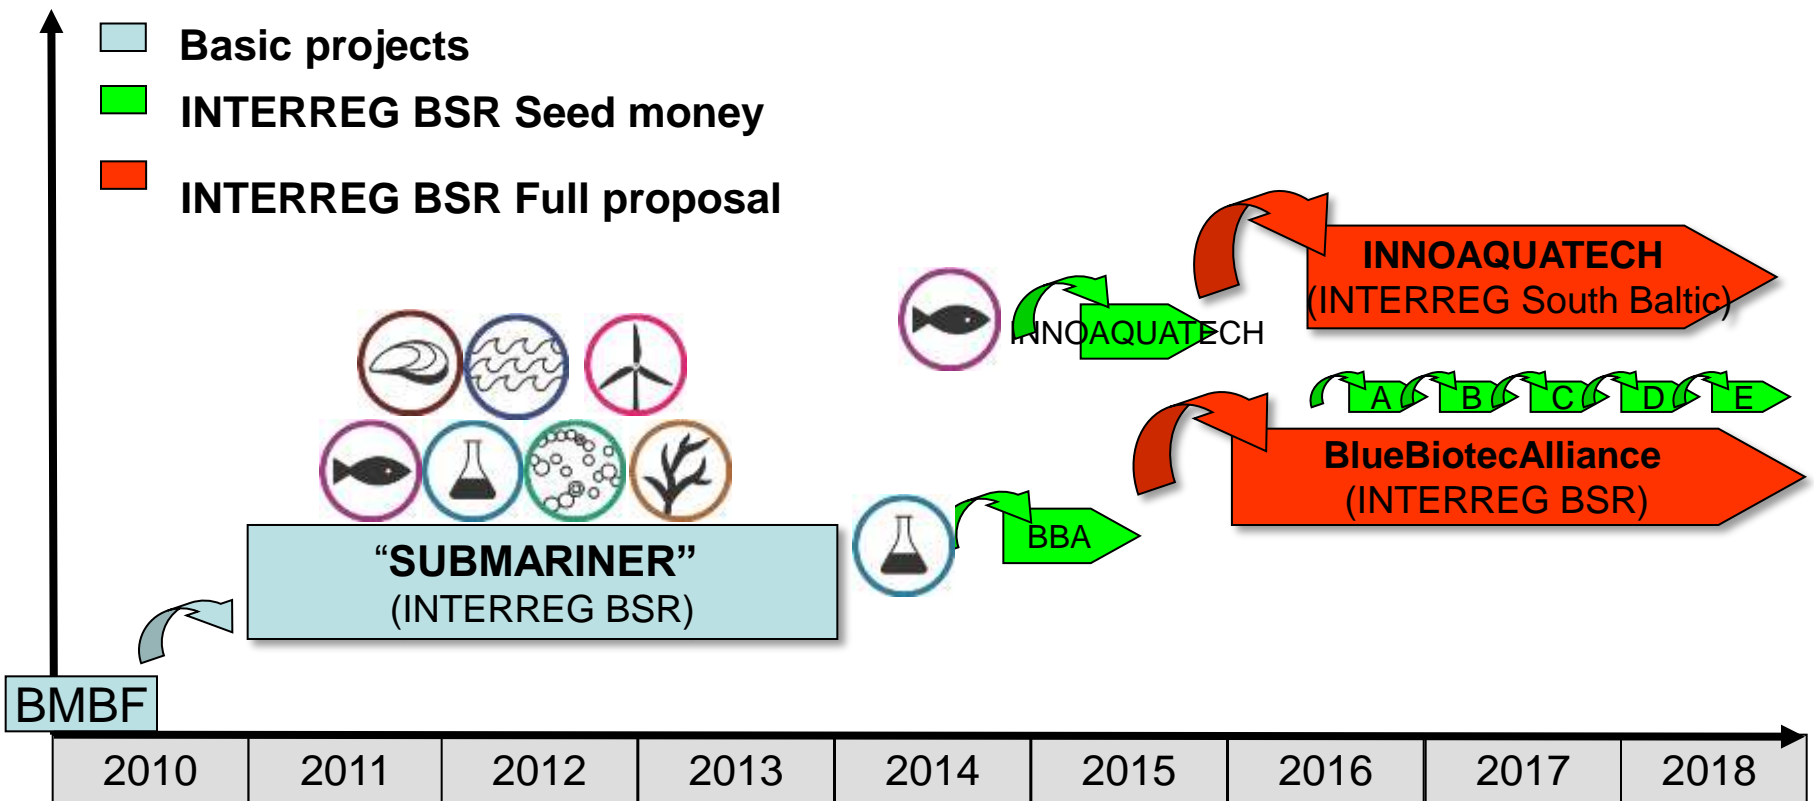 Basic projects
INTERREG BSR Seed money
INTERREG BSR Full proposal
INNOAQUATECH
(INTERREG South Baltic)
INNOAQUATECH
A B C D E
BlueBiotecAlliance
(INTERREG BSR)
BBA
“SUBMARINER”
(INTERREG BSR)
BMBF
2010 2011 2012 2013 2014 2015 2016 2017 2018